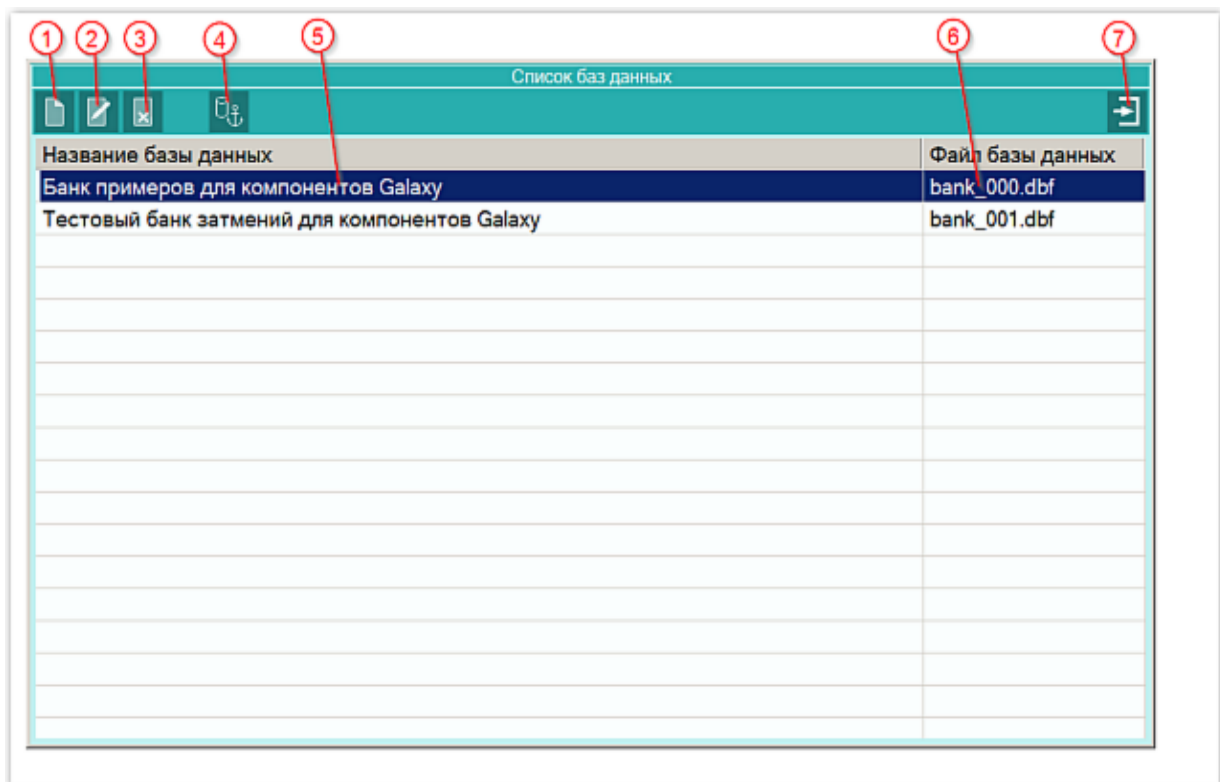 1 2 3 4 5 6 7
Список баз данных
Название базы данных Файл базы данных
Банк примеров для компонентов Galaxy bank_000.dbf
Тестовый банк затмений для компонентов Galaxy bank_001.dbf